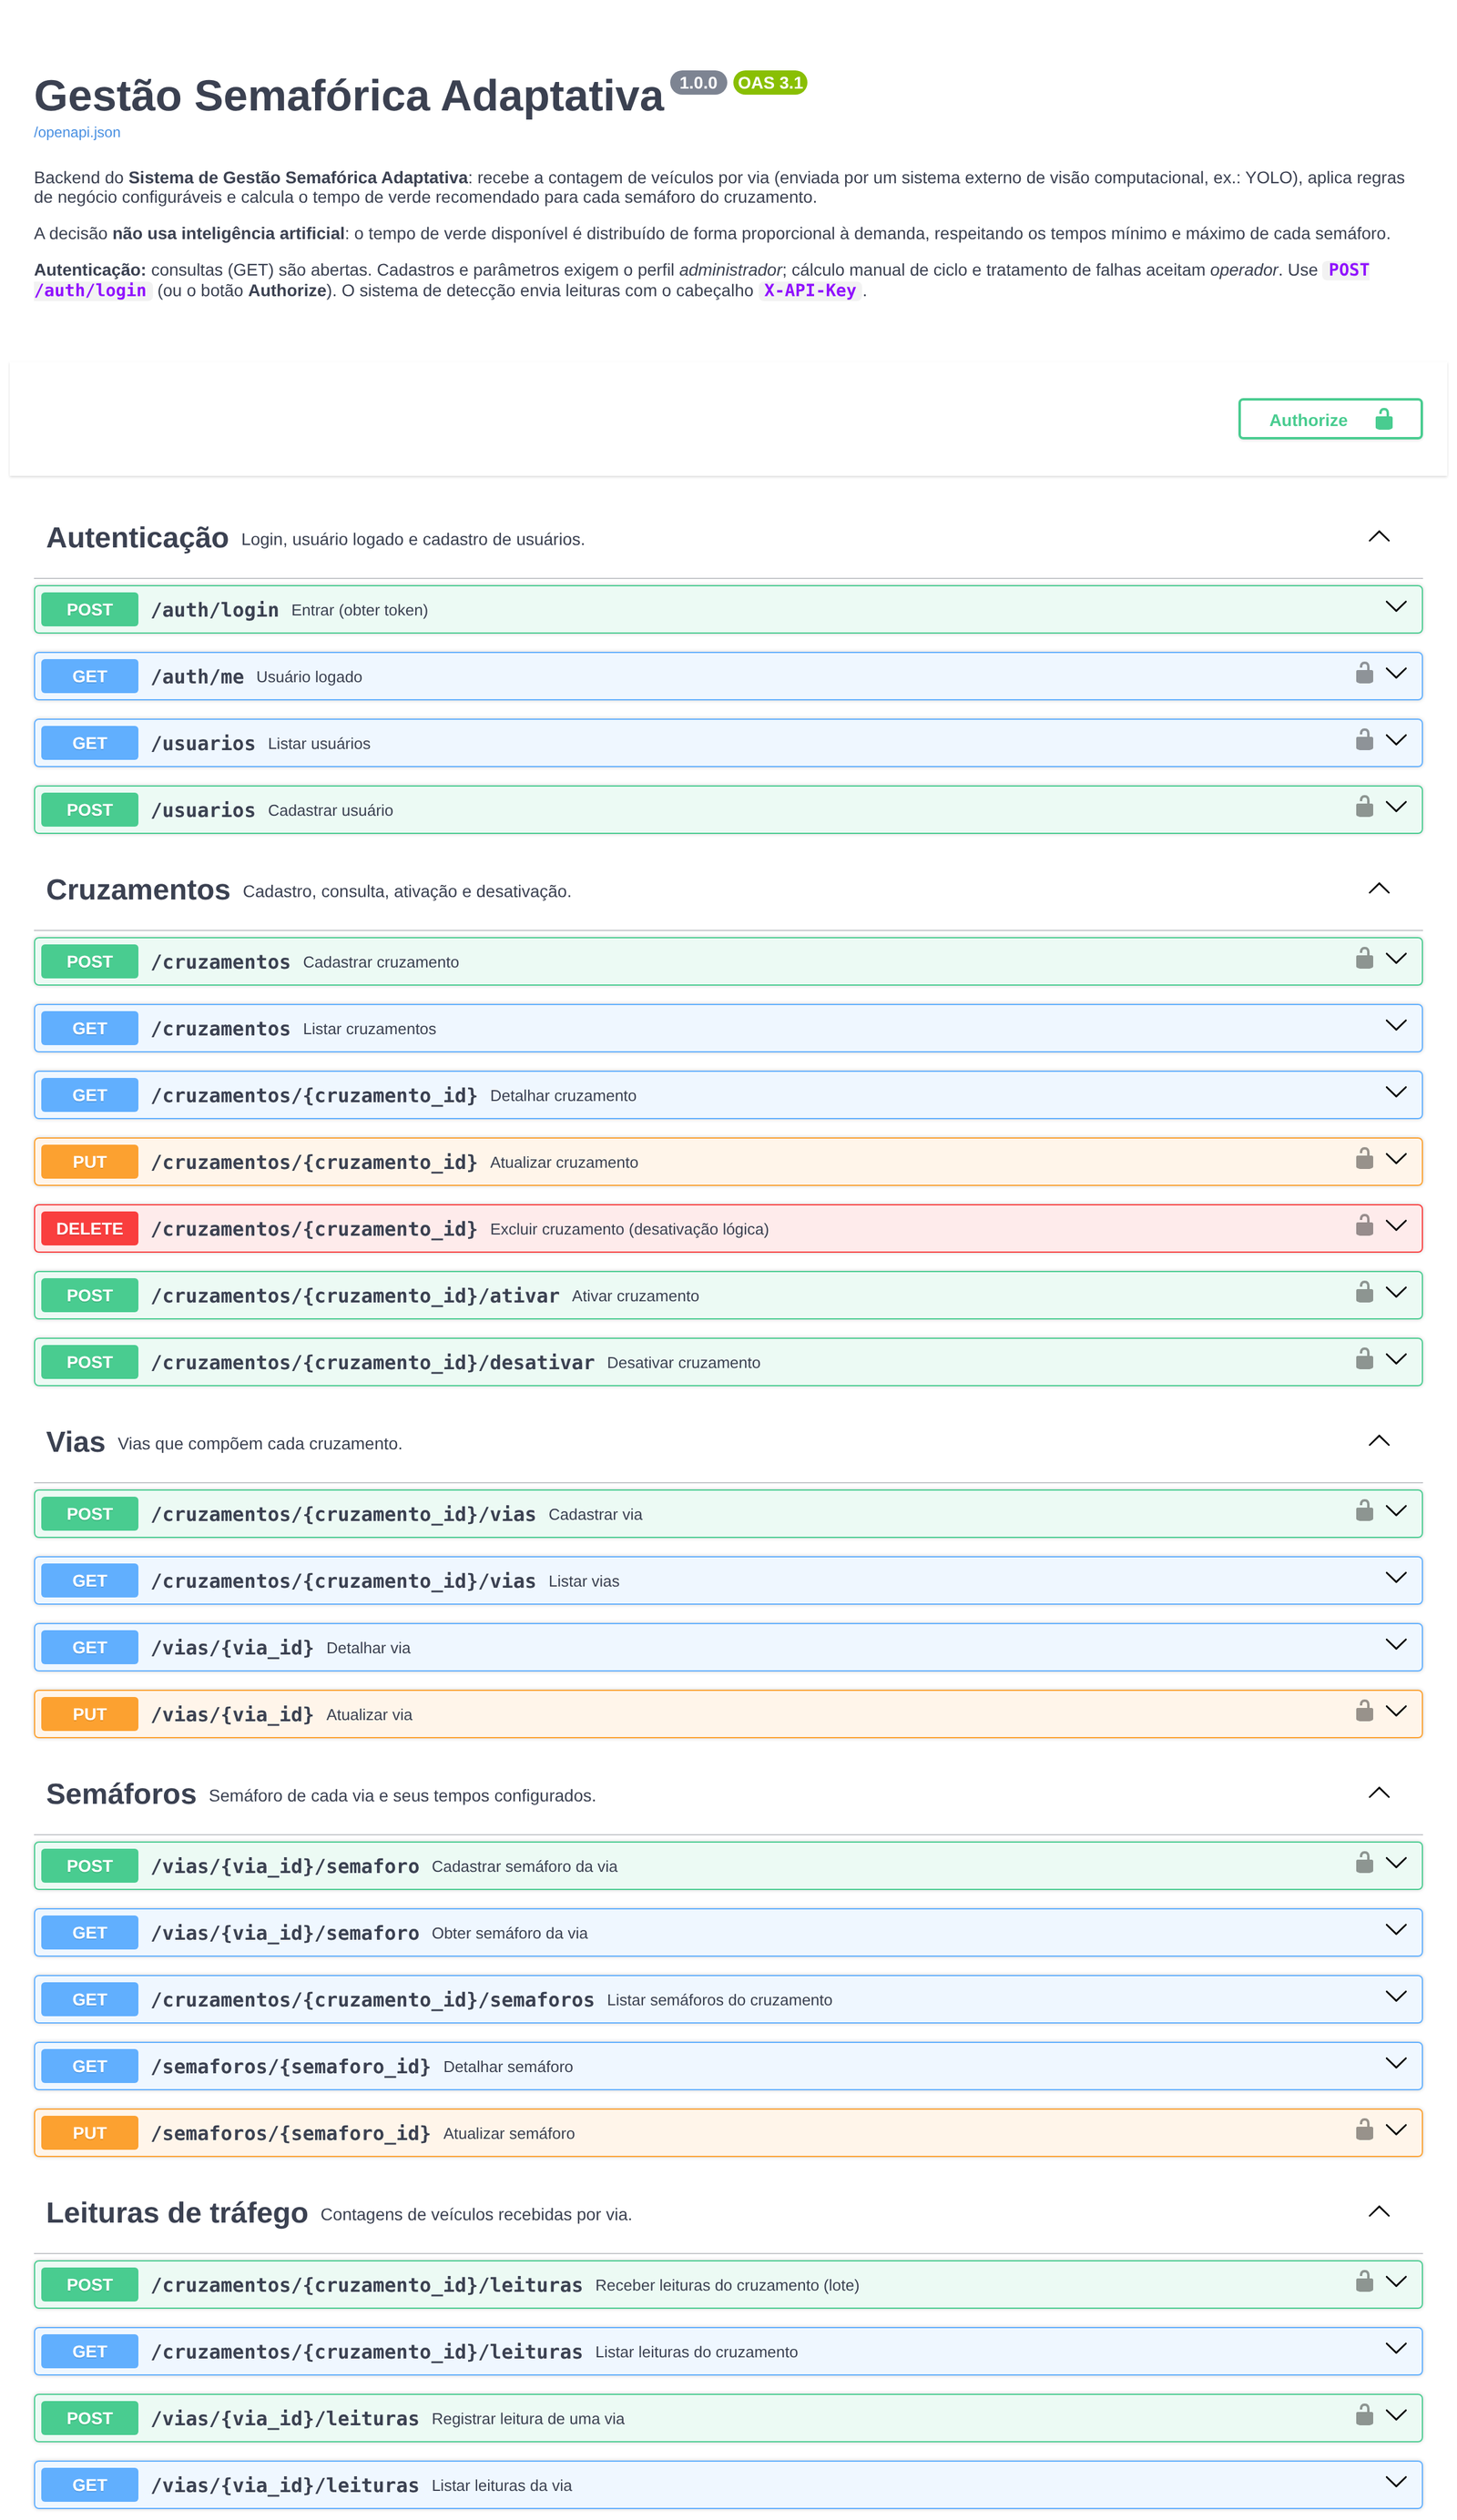 Gestão Semafórica Adaptativa 1.0.0 OAS 3.1
/openapi.json
Backend do Sistema de Gestão Semafórica Adaptativa: recebe a contagem de veículos por via (enviada por um sistema externo de visão computacional, ex.: YOLO), aplica regras
de negócio configuráveis e calcula o tempo de verde recomendado para cada semáforo do cruzamento.
A decisão não usa inteligência artificial: o tempo de verde disponível é distribuído de forma proporcional à demanda, respeitando os tempos mínimo e máximo de cada semáforo.
Autenticação: consultas (GET) são abertas. Cadastros e parâmetros exigem o perfil administrador; cálculo manual de ciclo e tratamento de falhas aceitam operador. Use POST
/auth/login (ou o botão Authorize). O sistema de detecção envia leituras com o cabeçalho X-API-Key.
Authorize
Autenticação Login, usuário logado e cadastro de usuários.
POST /auth/login Entrar (obter token)
GET /auth/me Usuário logado
GET /usuarios Listar usuários
POST /usuarios Cadastrar usuário
Cruzamentos Cadastro, consulta, ativação e desativação.
POST /cruzamentos Cadastrar cruzamento
GET /cruzamentos Listar cruzamentos
GET /cruzamentos/{cruzamento_id} Detalhar cruzamento
PUT /cruzamentos/{cruzamento_id} Atualizar cruzamento
DELETE /cruzamentos/{cruzamento_id} Excluir cruzamento (desativação lógica)
POST /cruzamentos/{cruzamento_id}/ativar Ativar cruzamento
POST /cruzamentos/{cruzamento_id}/desativar Desativar cruzamento
Vias Vias que compõem cada cruzamento.
POST /cruzamentos/{cruzamento_id}/vias Cadastrar via
GET /cruzamentos/{cruzamento_id}/vias Listar vias
GET /vias/{via_id} Detalhar via
PUT /vias/{via_id} Atualizar via
Semáforos Semáforo de cada via e seus tempos configurados.
POST /vias/{via_id}/semaforo Cadastrar semáforo da via
GET /vias/{via_id}/semaforo Obter semáforo da via
GET /cruzamentos/{cruzamento_id}/semaforos Listar semáforos do cruzamento
GET /semaforos/{semaforo_id} Detalhar semáforo
PUT /semaforos/{semaforo_id} Atualizar semáforo
Leituras de tráfego Contagens de veículos recebidas por via.
POST /cruzamentos/{cruzamento_id}/leituras Receber leituras do cruzamento (lote)
GET /cruzamentos/{cruzamento_id}/leituras Listar leituras do cruzamento
POST /vias/{via_id}/leituras Registrar leitura de uma via
GET /vias/{via_id}/leituras Listar leituras da via